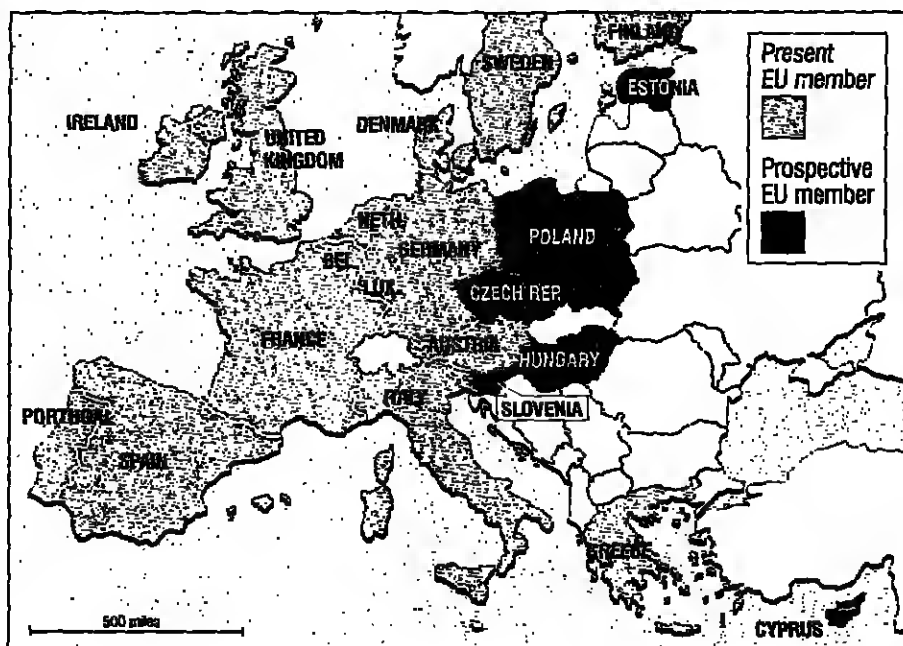 FINLAND
SWEDEN
Present
EU member
ESTONIA
IRELAND
DENMARK
UNITED
KINGDOM
Prospective
EU member
NETH.
GERMANY
POLAND
BEL.
LUX.
CZECH REP.
FRANCE
AUSTRIA
HUNGARY
ITALY
SLOVENIA
PORTUGAL
SPAIN
GREECE
500 miles
CYPRUS